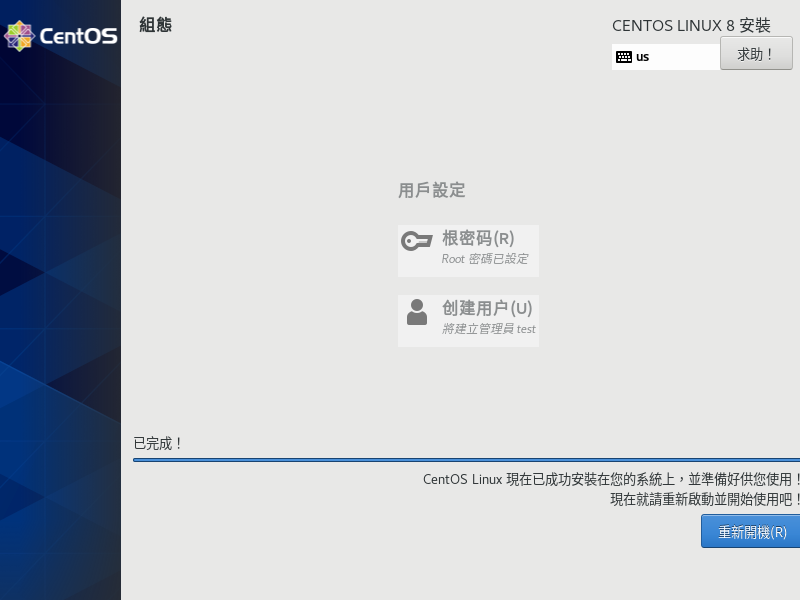 CentOS
組態
CENTOS LINUX 8 安裝
us
求助！
用戶設定
根密码(R)
Root 密碼已設定
创建用户(U)
將建立管理員 test
已完成！
CentOS Linux 現在已成功安裝在您的系統上，並準備好供您使用！
現在就請重新啟動並開始使用吧！
重新開機(R)